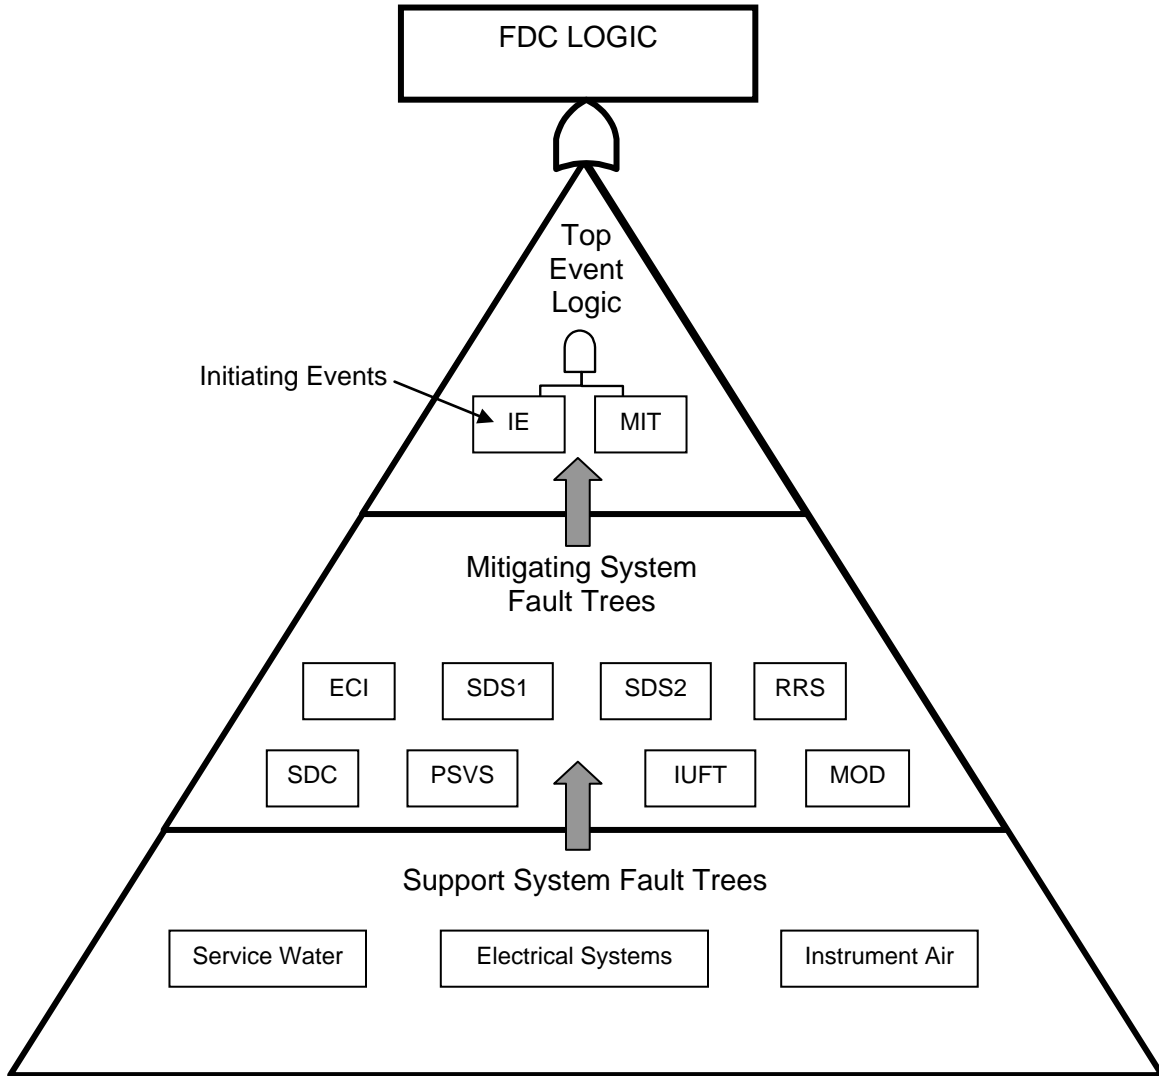 FDC LOGIC
Top
Event
Logic
Initiating Events
IE
MIT
Mitigating System
Fault Trees
ECI
SDS1
SDS2
RRS
SDC
PSVS
IUFT
MOD
Support System Fault Trees
Service Water
Electrical Systems
Instrument Air